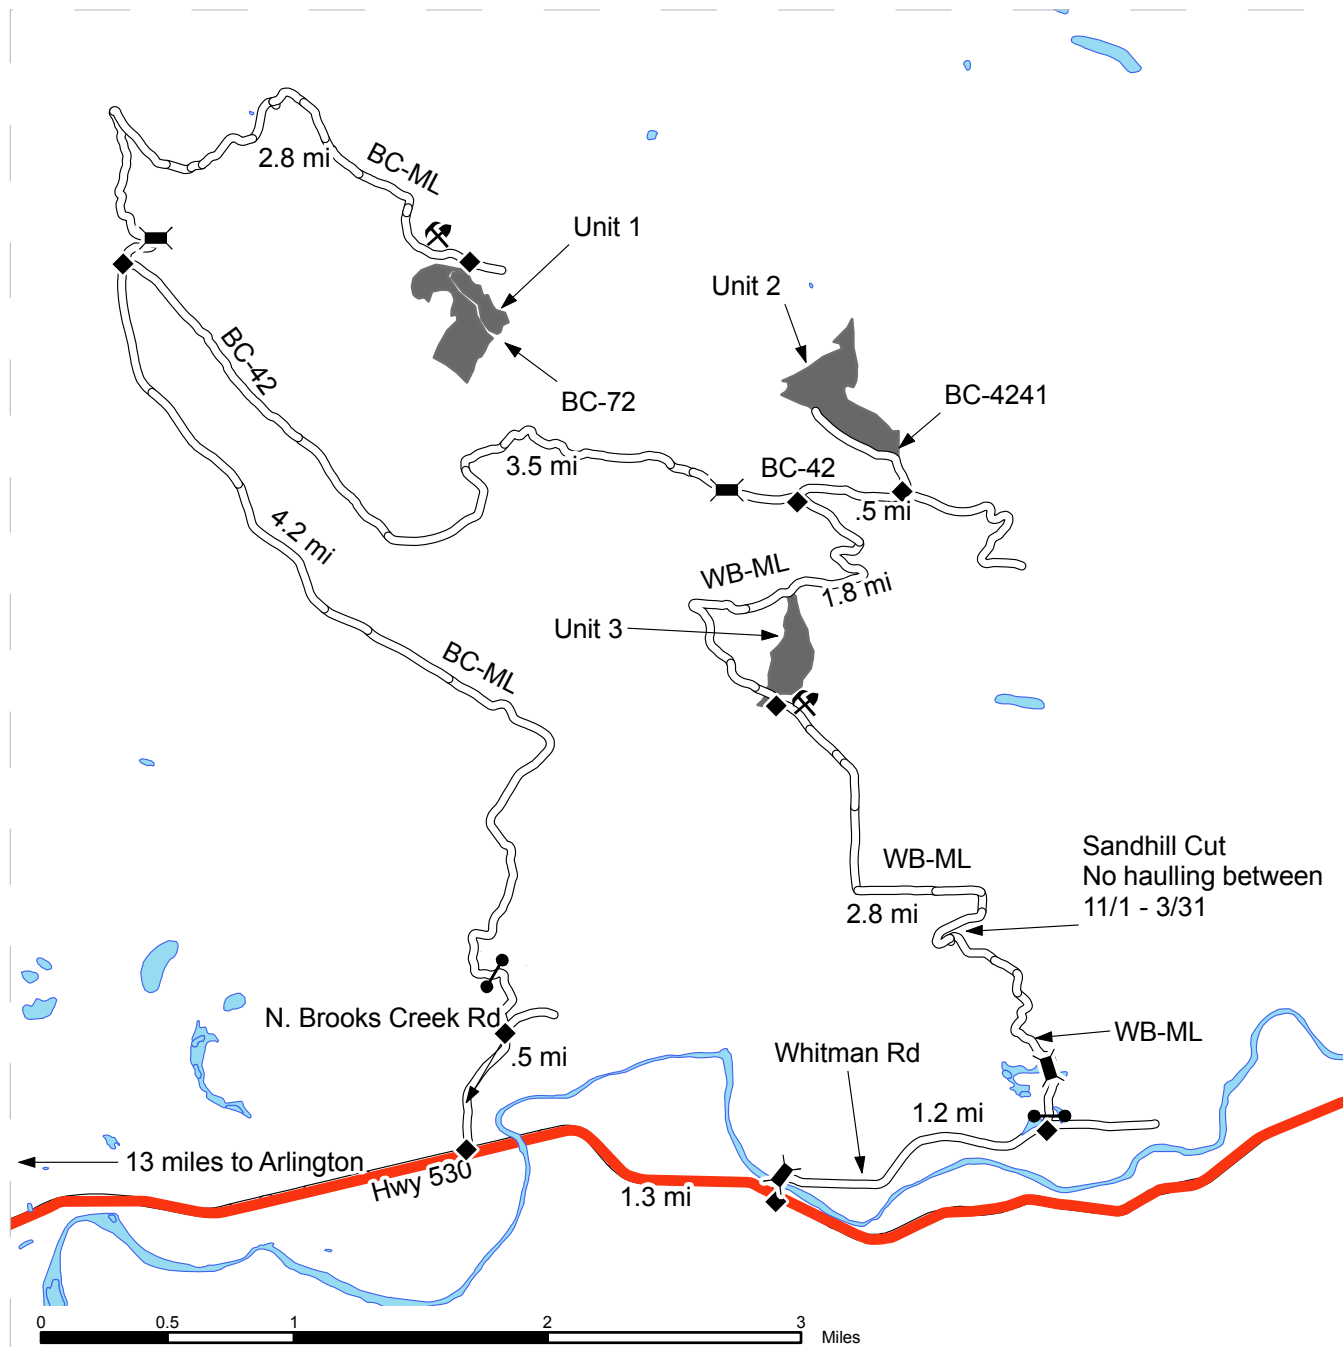 2.8 mi
BC-ML
Unit 1
Unit 2
BC-42
BC-72
BC-4241
3.5 mi
BC-42
.5 mi
4.2 mi
WB-ML
1.8 mi
Unit 3
BC-ML
WB-ML
2.8 mi
Sandhill Cut
No haulling between
11/1 - 3/31
N. Brooks Creek Rd
.5 mi
Whitman Rd
WB-ML
1.2 mi
13 miles to Arlington
Hwy 530
1.3 mi
0 0.5 1 2 3 Miles